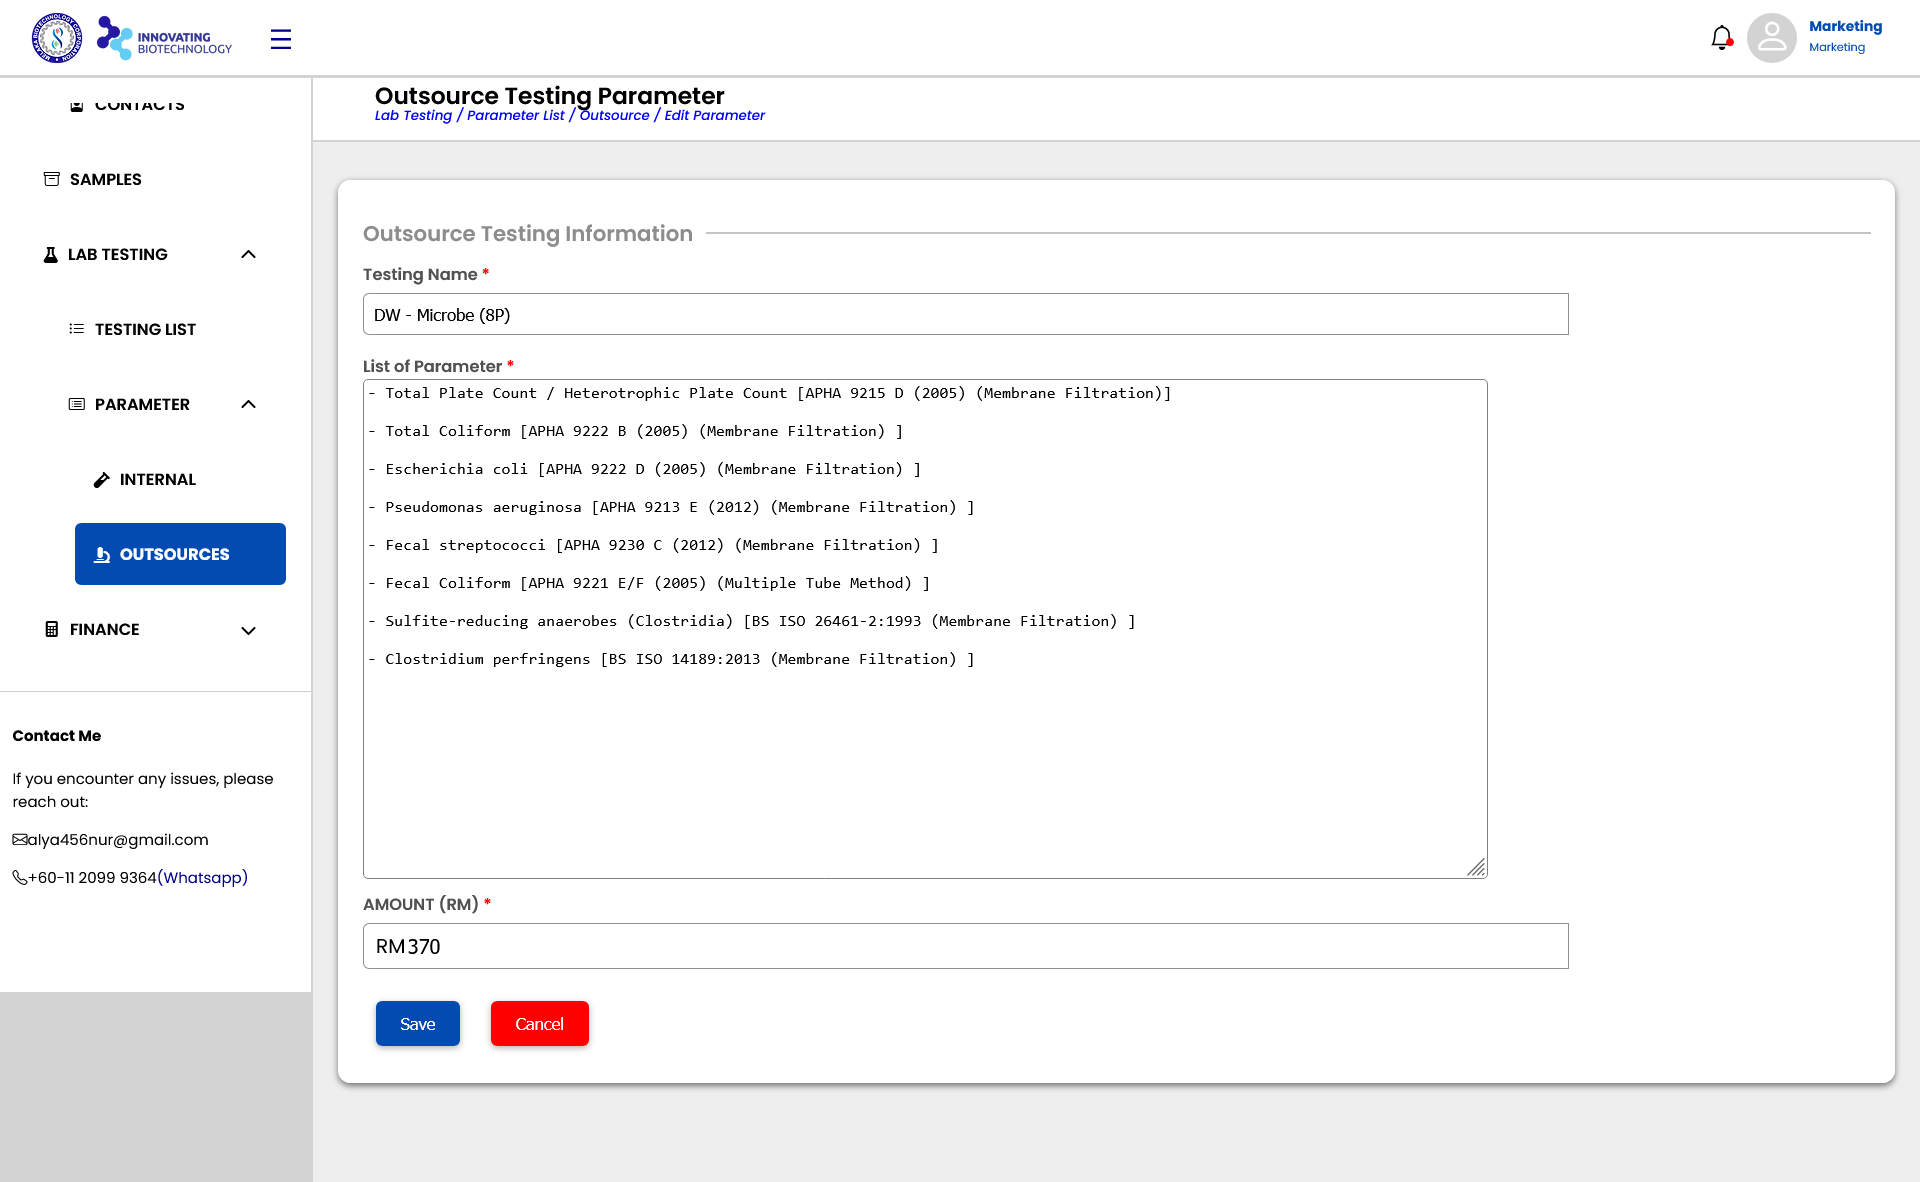 INNOVATING
BIOTECHNOLOGY
Marketing
Marketing
CONTACTS
SAMPLES
LAB TESTING
TESTING LIST
PARAMETER
INTERNAL
OUTSOURCES
FINANCE
Contact Me
If you encounter any issues, please
reach out:
alya456nur@gmail.com
+60-11 2099 9364(Whatsapp)
Outsource Testing Parameter
Lab Testing / Parameter List / Outsource / Edit Parameter
Outsource Testing Information
Testing Name *
DW - Microbe (8P)
List of Parameter *
- Total Plate Count / Heterotrophic Plate Count [APHA 9215 D (2005) (Membrane Filtration)]
- Total Coliform [APHA 9222 B (2005) (Membrane Filtration) ]
- Escherichia coli [APHA 9222 D (2005) (Membrane Filtration) ]
- Pseudomonas aeruginosa [APHA 9213 E (2012) (Membrane Filtration) ]
- Fecal streptococci [APHA 9230 C (2012) (Membrane Filtration) ]
- Fecal Coliform [APHA 9221 E/F (2005) (Multiple Tube Method) ]
- Sulfite-reducing anaerobes (Clostridia) [BS ISO 26461-2:1993 (Membrane Filtration) ]
- Clostridium perfringens [BS ISO 14189:2013 (Membrane Filtration) ]
AMOUNT (RM) *
RM370
Save
Cancel